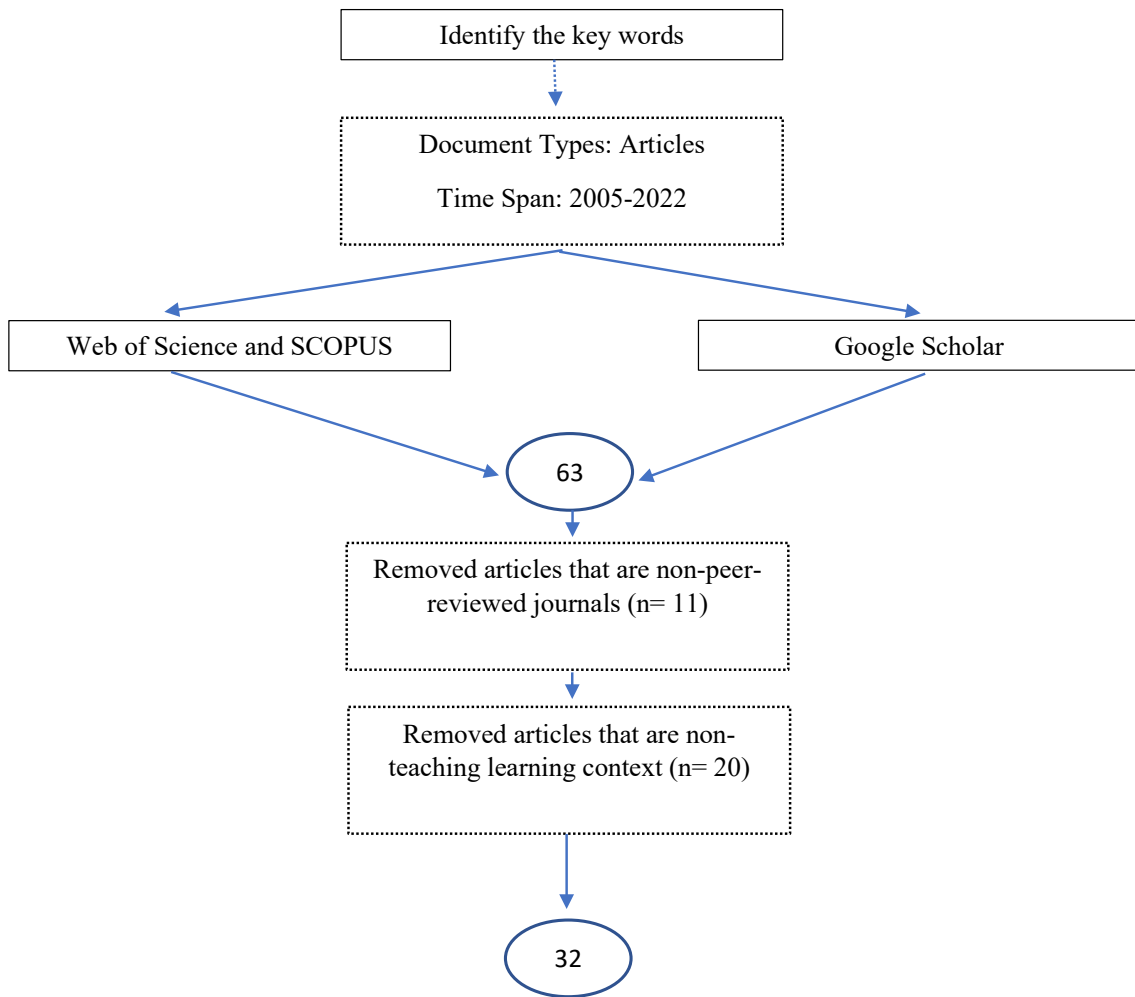 Identify the key words
Document Types: Articles
Time Span: 2005-2022
Web of Science and SCOPUS
Google Scholar
63
Removed articles that are non-peer-
reviewed journals (n= 11)
Removed articles that are non-
teaching learning context (n= 20)
32